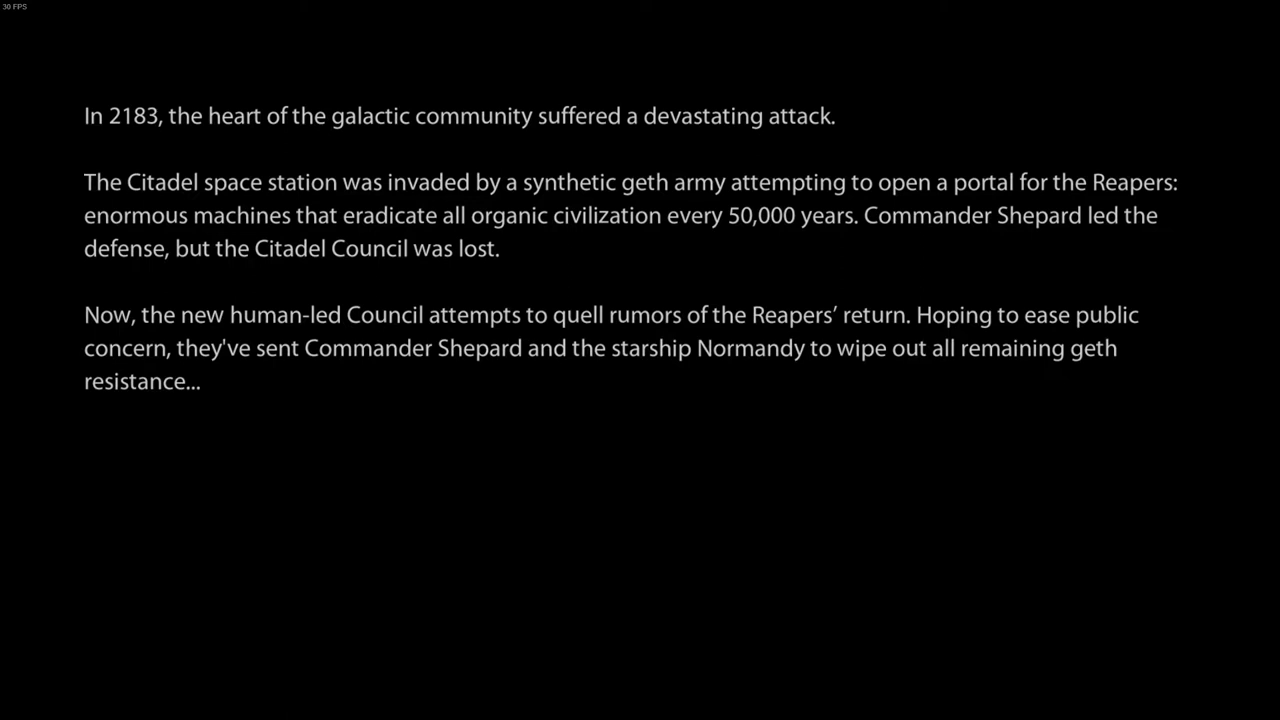 30 FPS
In 2183, the heart of the galactic community suffered a devastating attack.
The Citadel space station was invaded by a synthetic geth army attempting to open a portal for the Reapers:
enormous machines that eradicate all organic civilization every 50,000 years. Commander Shepard led the
defense, but the Citadel Council was lost.
Now, the new human-led Council attempts to quell rumors of the Reapers’ return. Hoping to ease public
concern, they've sent Commander Shepard and the starship Normandy to wipe out all remaining geth
resistance...